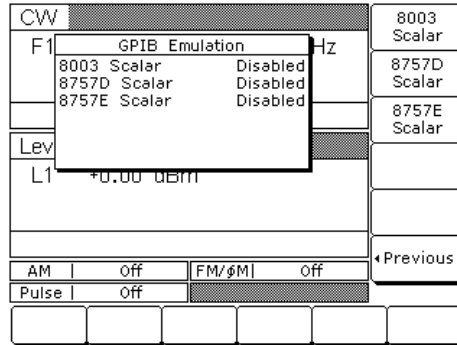 CW
F1 Hz
GPIB Emulation
8003 Scalar Disabled
8757D Scalar Disabled
8757E Scalar Disabled
Lev
L1 +0.00 dBm
AM | Off
FM/ϕM| Off
Pulse | Off
8003
Scalar
8757D
Scalar
8757E
Scalar
◂Previous